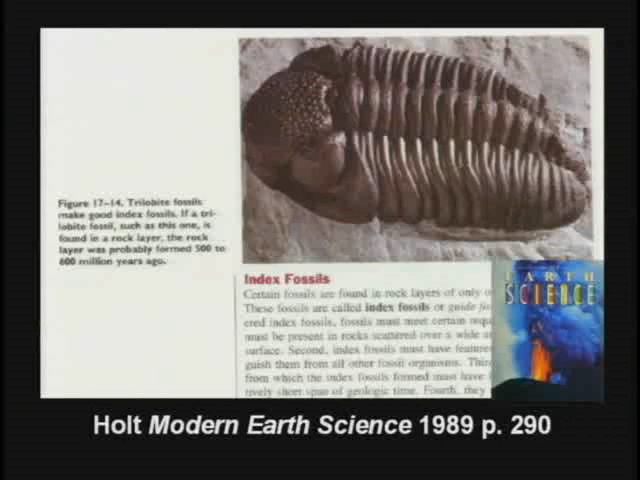 Figure 17–14. Trilobite fossils
make good index fossils. If a tri-
lobite fossil, such as this one, is
found in a rock layer, the rock
layer was probably formed 500 to
600 million years ago.
Index Fossils
Certain fossils are found in rock layers of only o
These fossils are called index fossils or guide fo
ered index fossils, fossils must meet certain requ
must be present in rocks scattered over a wide a
surface. Second, index fossils must have feature
guish them from all other fossil organisms. Thir
from which the index fossils formed must have
tively short span of geologic time. Fourth, they
EARTH
SCIENCE
Holt Modern Earth Science 1989 p. 290